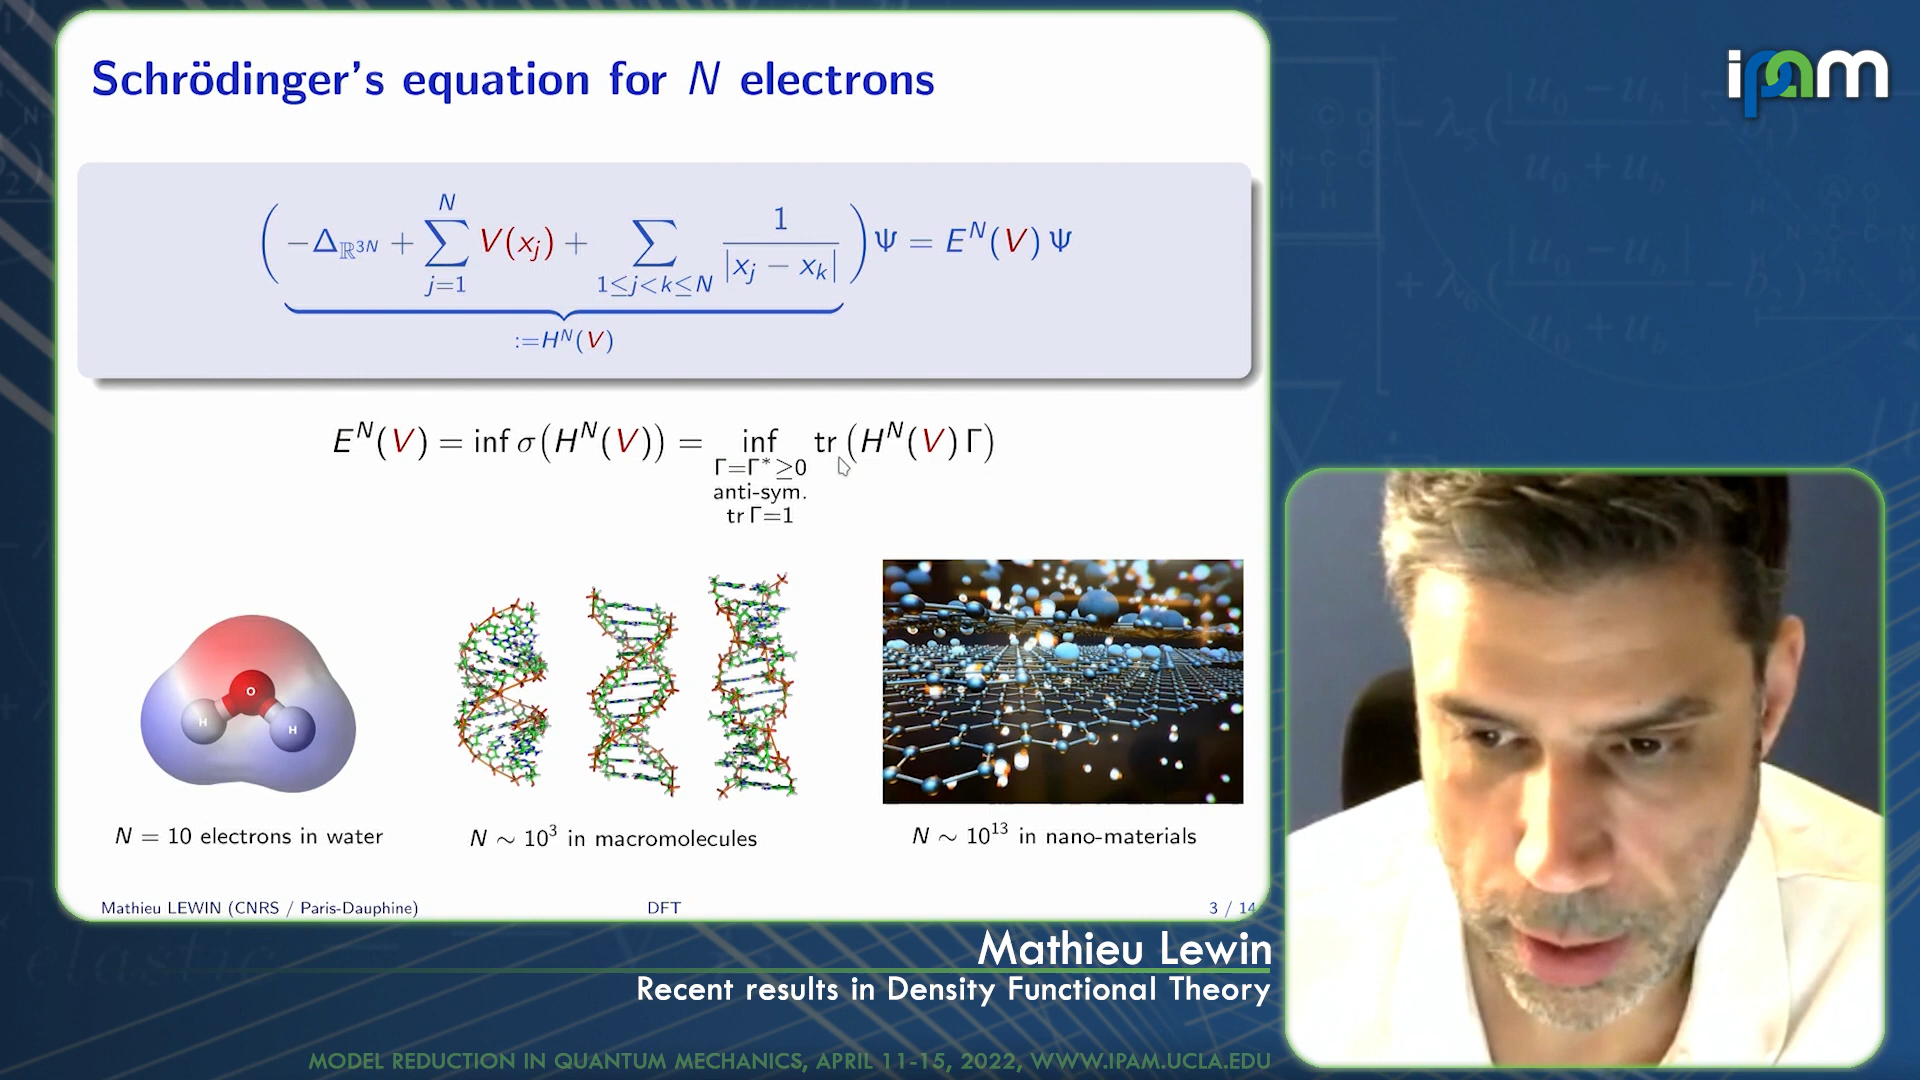 Schrödinger's equation for N electrons
ipam
( −Δ_{ℝ^{3N}} + ∑_{j=1}^{N} V(x_j) + ∑_{1≤j<k≤N} 1/|x_j − x_k| ) Ψ = E^N(V) Ψ
:=H^N(V)
E^N(V) = inf σ(H^N(V)) = inf tr(H^N(V) Γ)
Γ=Γ*≥0
anti-sym.
tr Γ=1
O
H
H
N = 10 electrons in water
N ∼ 10^3 in macromolecules
N ∼ 10^13 in nano-materials
Mathieu LEWIN (CNRS / Paris-Dauphine) DFT 3 / 14
Mathieu Lewin
Recent results in Density Functional Theory
MODEL REDUCTION IN QUANTUM MECHANICS, APRIL 11-15, 2022, WWW.IPAM.UCLA.EDU